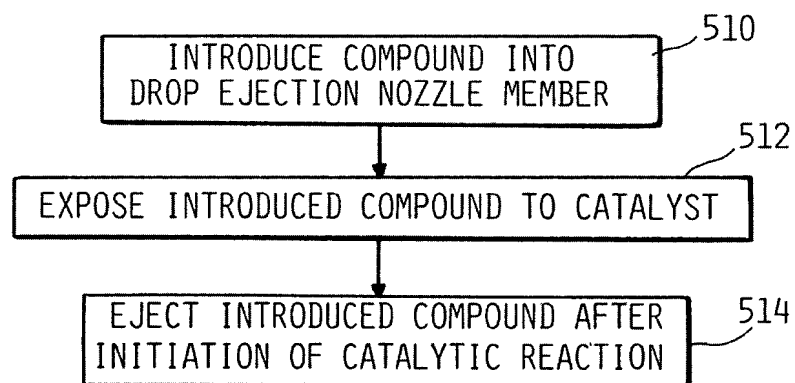 510
INTRODUCE COMPOUND INTO
DROP EJECTION NOZZLE MEMBER
512
EXPOSE INTRODUCED COMPOUND TO CATALYST
EJECT INTRODUCED COMPOUND AFTER
INITIATION OF CATALYTIC REACTION
514